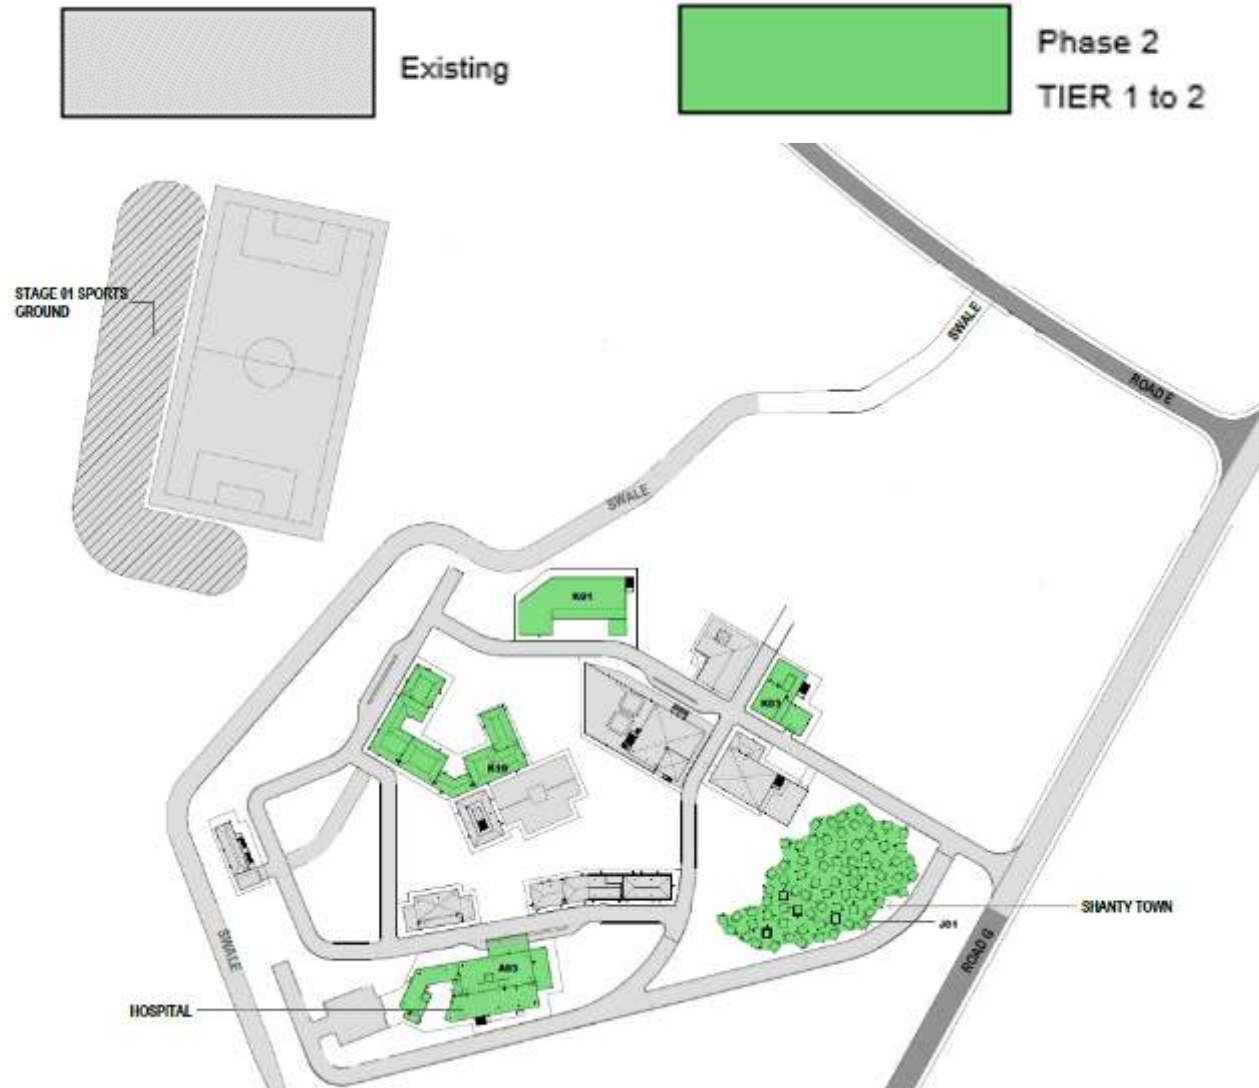 Existing
Phase 2
TIER 1 to 2
STAGE 01 SPORTS
GROUND
SWALE
ROAD E
SWALE
K01
K10
SHANTY TOWN
J01
SWALE
ROAD G
A03
HOSPITAL